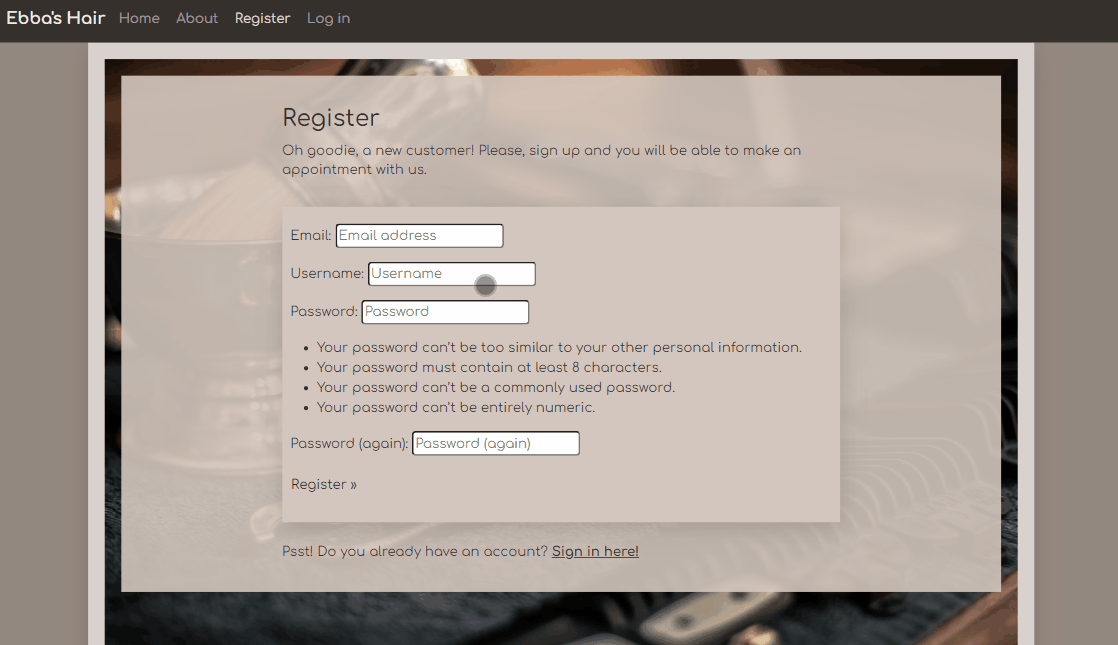 Ebba's Hair Home About Register Log in
Register
Oh goodie, a new customer! Please, sign up and you will be able to make an
appointment with us.
Email: Email address
Username: Username
Password: Password
Your password can't be too similar to your other personal information.
Your password must contain at least 8 characters.
Your password can't be a commonly used password.
Your password can't be entirely numeric.
Password (again): Password (again)
Register »
Psst! Do you already have an account? Sign in here!